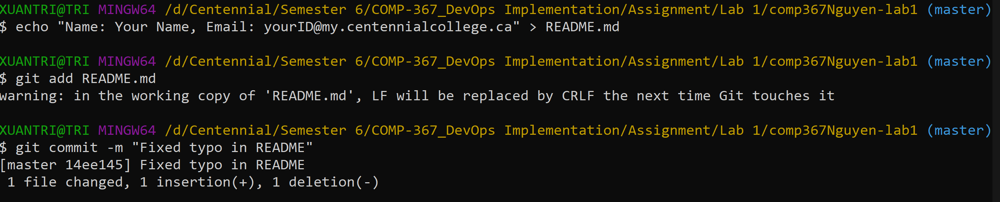 XUANTRI@TRI MINGW64 /d/Centennial/Semester 6/COMP-367_DevOps Implementation/Assignment/Lab 1/comp367Nguyen-lab1 (master)
$ echo "Name: Your Name, Email: yourID@my.centennialcollege.ca" > README.md
XUANTRI@TRI MINGW64 /d/Centennial/Semester 6/COMP-367_DevOps Implementation/Assignment/Lab 1/comp367Nguyen-lab1 (master)
$ git add README.md
warning: in the working copy of 'README.md', LF will be replaced by CRLF the next time Git touches it
XUANTRI@TRI MINGW64 /d/Centennial/Semester 6/COMP-367_DevOps Implementation/Assignment/Lab 1/comp367Nguyen-lab1 (master)
$ git commit -m "Fixed typo in README"
[master 14ee145] Fixed typo in README
 1 file changed, 1 insertion(+), 1 deletion(-)